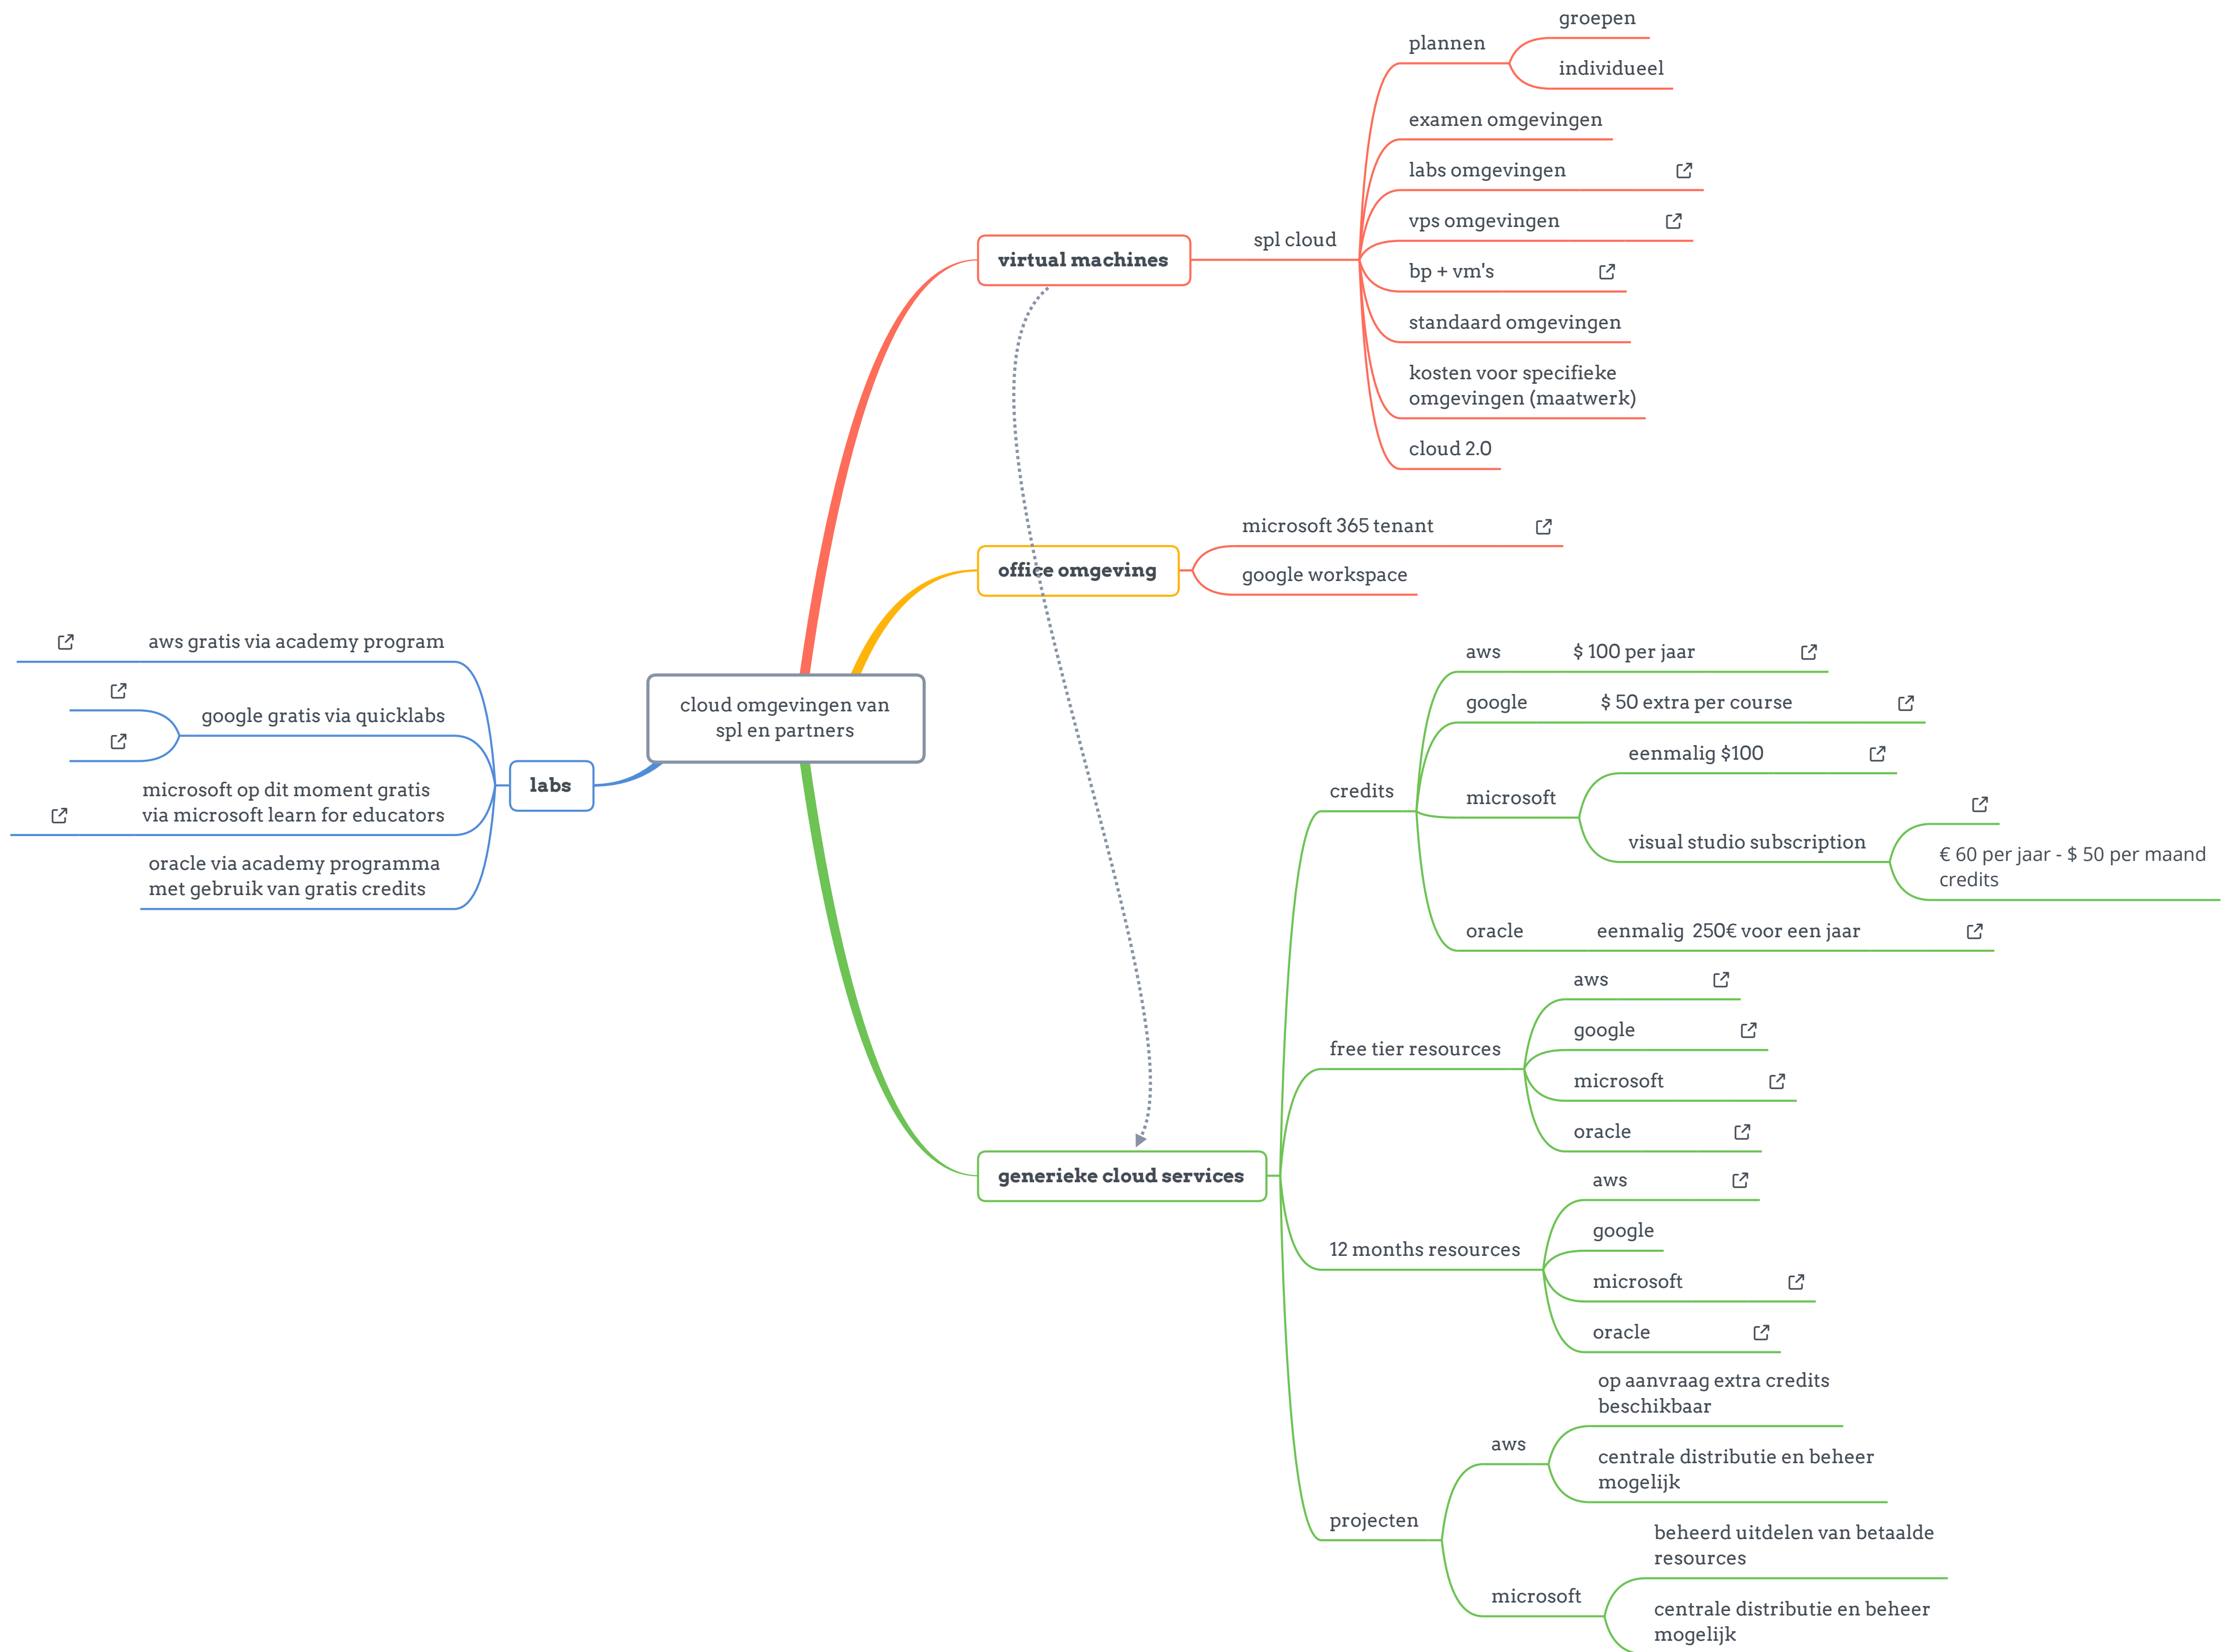 cloud omgevingen van
spl en partners
virtual machines
spl cloud
plannen
groepen
individueel
examen omgevingen
labs omgevingen
vps omgevingen
bp + vm's
standaard omgevingen
kosten voor specifieke
omgevingen (maatwerk)
cloud 2.0
office omgeving
microsoft 365 tenant
google workspace
generieke cloud services
credits
aws
$ 100 per jaar
google
$ 50 extra per course
microsoft
eenmalig $100
visual studio subscription
€ 60 per jaar - $ 50 per maand
credits
oracle
eenmalig  250€ voor een jaar
free tier resources
aws
google
microsoft
oracle
12 months resources
aws
google
microsoft
oracle
projecten
aws
op aanvraag extra credits
beschikbaar
centrale distributie en beheer
mogelijk
microsoft
beheerd uitdelen van betaalde
resources
centrale distributie en beheer
mogelijk
labs
aws gratis via academy program
google gratis via quicklabs
microsoft op dit moment gratis
via microsoft learn for educators
oracle via academy programma
met gebruik van gratis credits